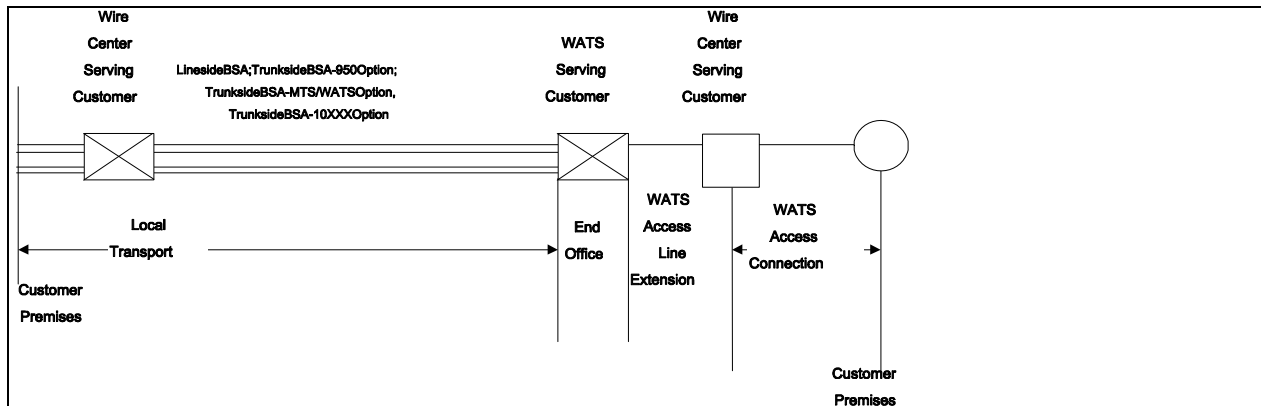 Wire
Center
Serving
Customer
LinesideBSA;TrunksideBSA-950Option;
TrunksideBSA-MTS/WATSOption,
TrunksideBSA-10XXXOption
WATS
Serving
Customer
Wire
Center
Serving
Customer
Local
Transport
End
Office
WATS
Access
Line
Extension
WATS
Access
Connection
Customer
Premises
Customer
Premises